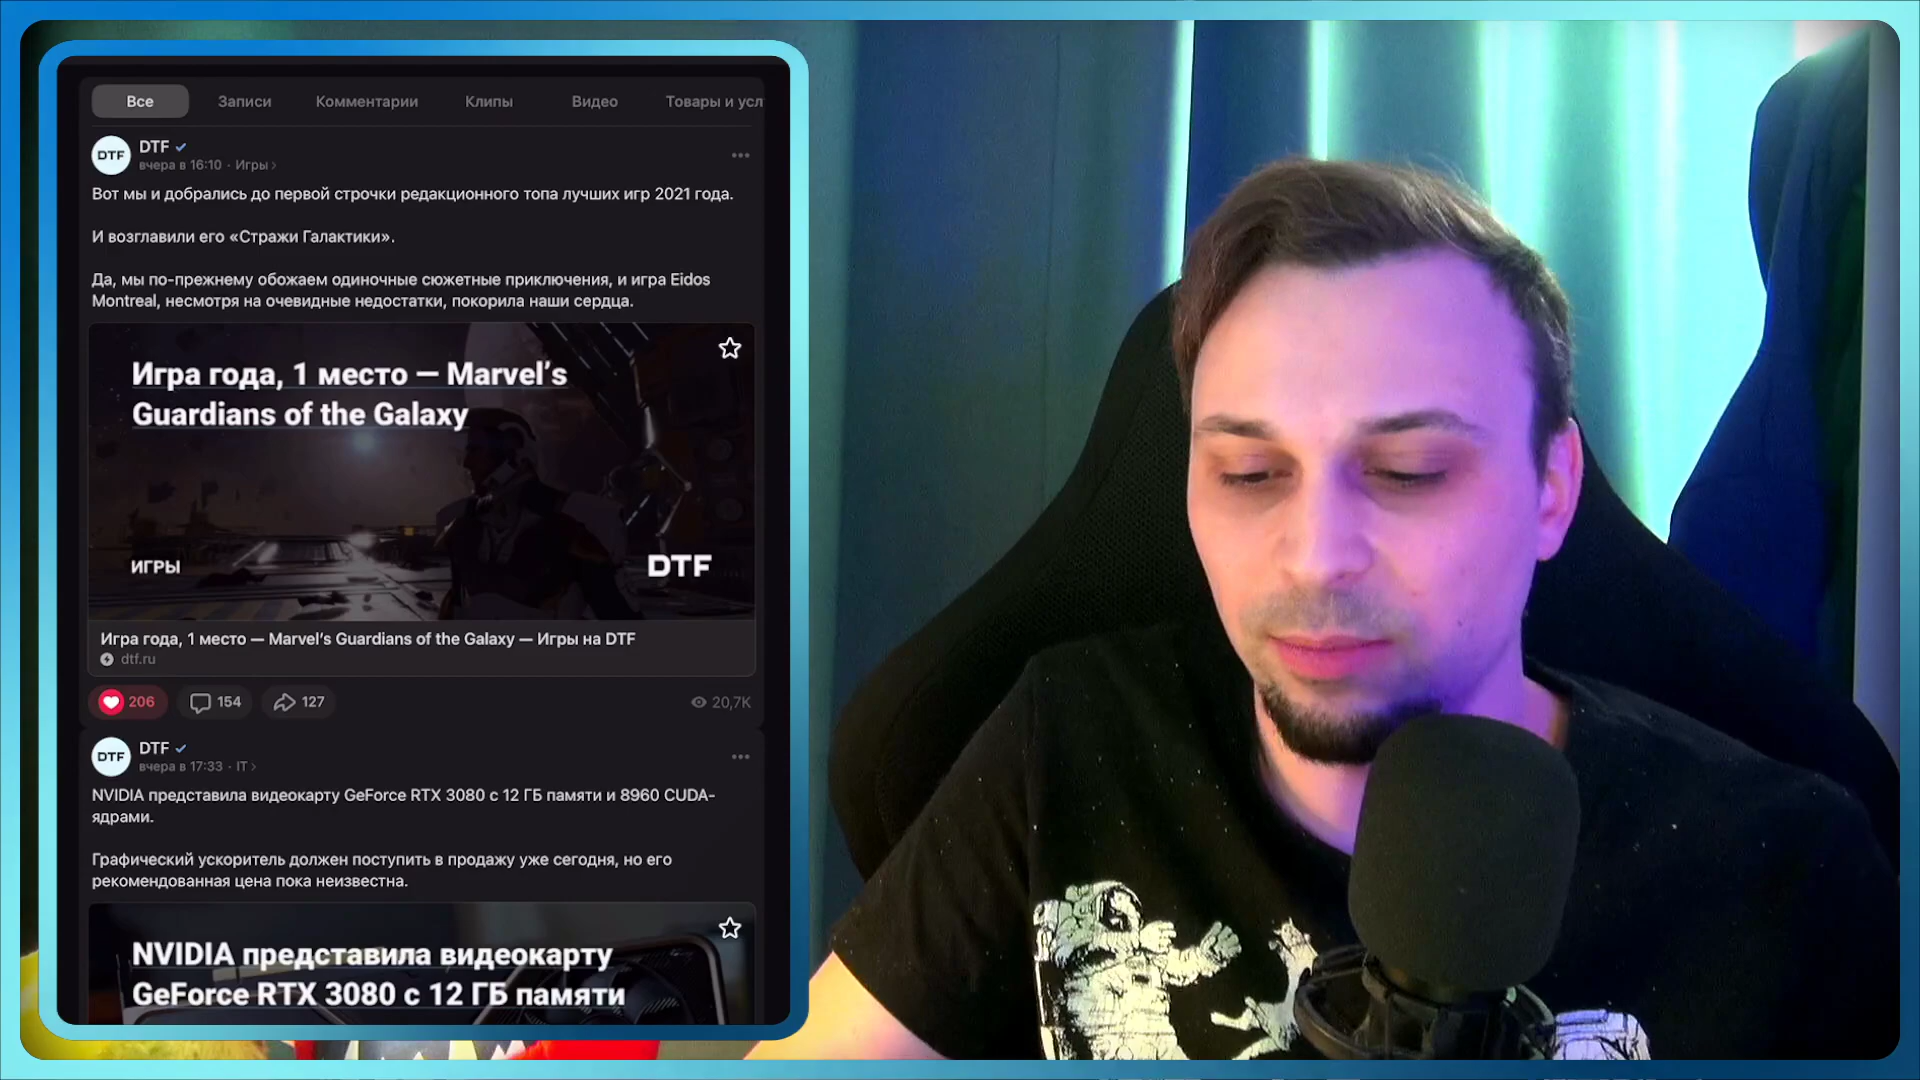 Все Записи Комментарии Клипы Видео Товары и усл
DTF
DTF
вчера в 16:10 · Игры
Вот мы и добрались до первой строчки редакционного топа лучших игр 2021 года.
И возглавили его «Стражи Галактики».
Да, мы по-прежнему обожаем одиночные сюжетные приключения, и игра Eidos
Montreal, несмотря на очевидные недостатки, покорила наши сердца.
Игра года, 1 место — Marvel’s
Guardians of the Galaxy
ИГРЫ
DTF
Игра года, 1 место — Marvel’s Guardians of the Galaxy — Игры на DTF
dtf.ru
206 154 127 20,7K
DTF
DTF
вчера в 17:33 · IT
NVIDIA представила видеокарту GeForce RTX 3080 с 12 ГБ памяти и 8960 CUDA-
ядрами.
Графический ускоритель должен поступить в продажу уже сегодня, но его
рекомендованная цена пока неизвестна.
NVIDIA представила видеокарту
GeForce RTX 3080 с 12 ГБ памяти